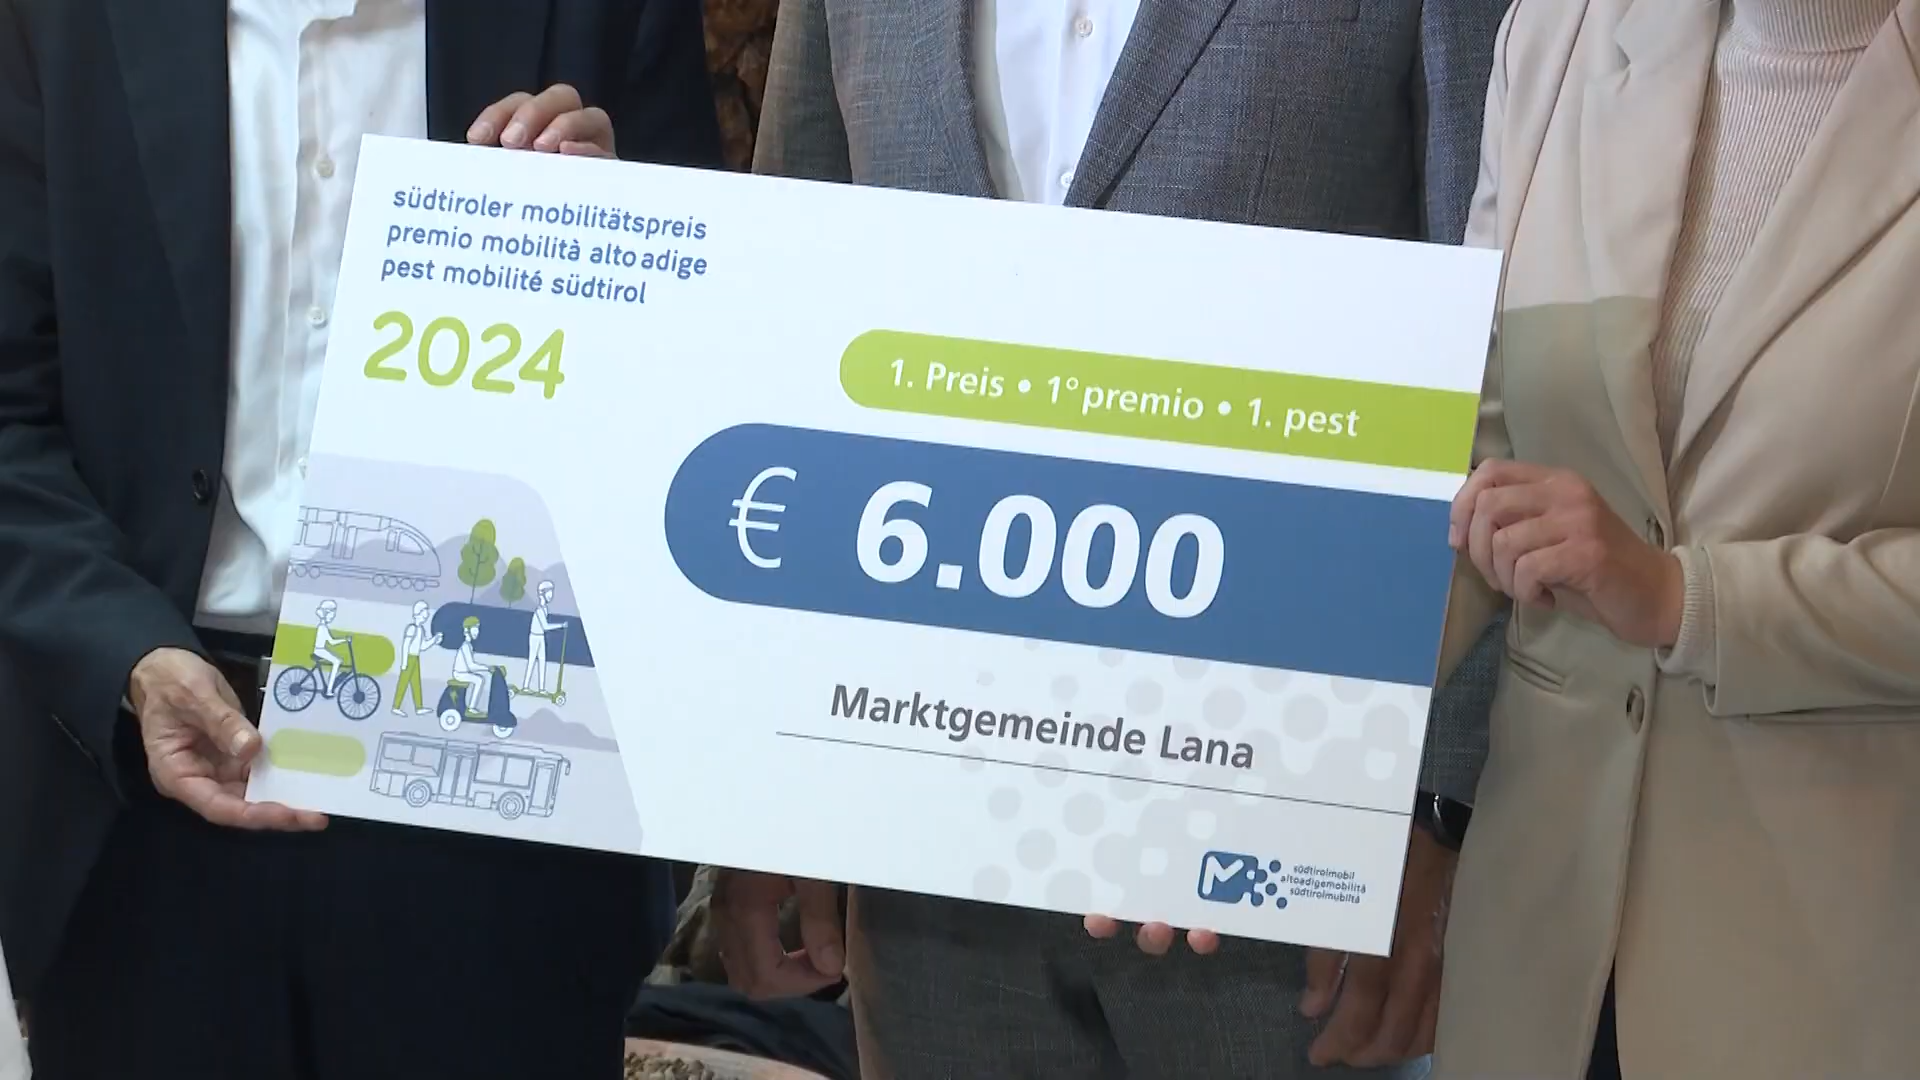 südtiroler mobilitätspreis
premio mobilità alto adige
pest mobilité südtirol
2024
1. Preis • 1° premio • 1. pest
€ 6.000
Marktgemeinde Lana
südtirolmobil
altoadigemobilità
südtirolmubiltà